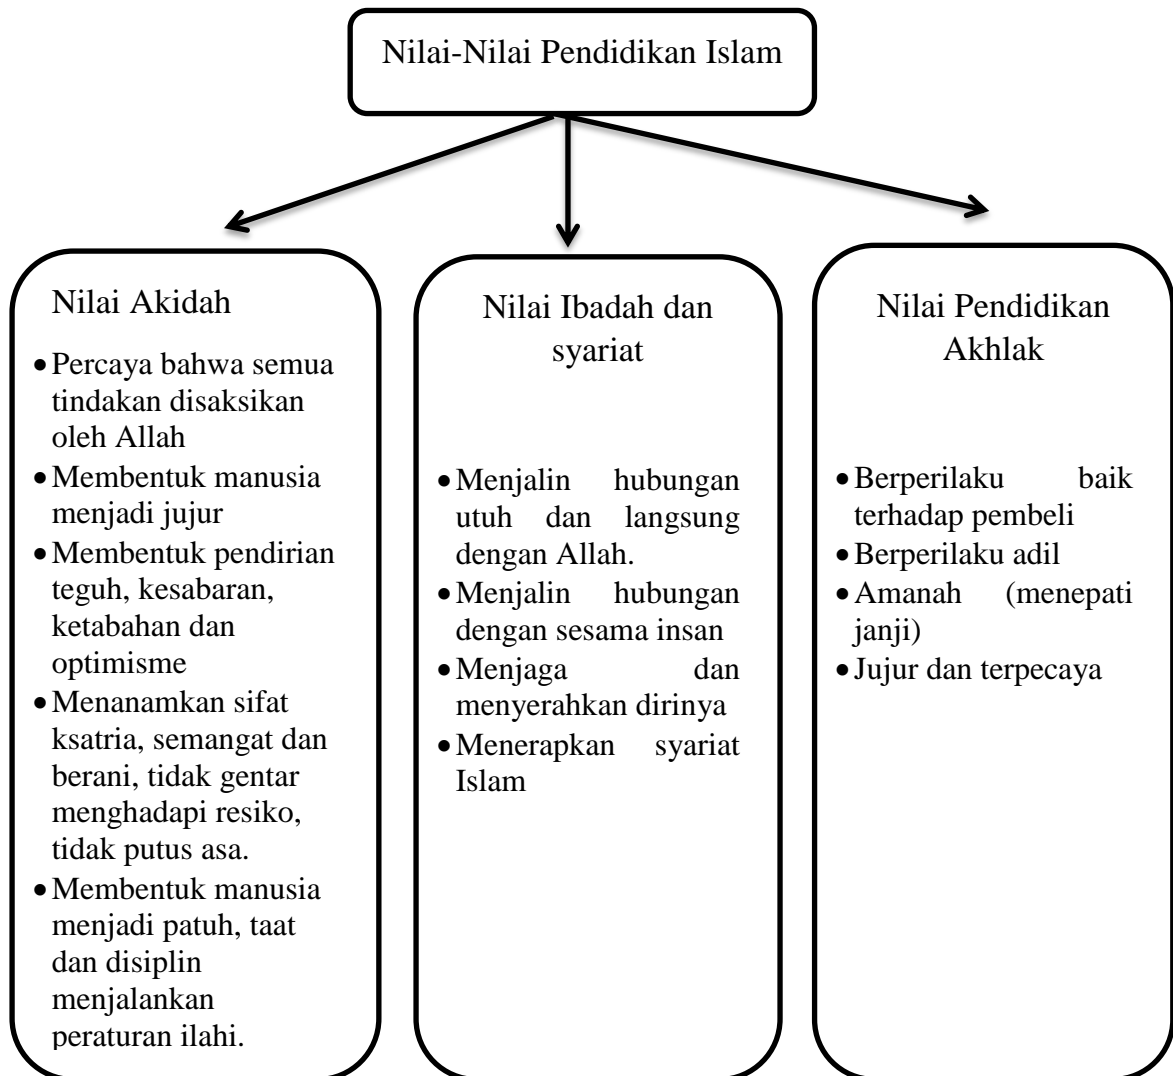 Nilai-Nilai Pendidikan Islam
Nilai Akidah
•Percaya bahwa semua
tindakan disaksikan
oleh Allah
•Membentuk manusia
menjadi jujur
•Membentuk pendirian
teguh, kesabaran,
ketabahan dan
optimisme
•Menanamkan sifat
ksatria, semangat dan
berani, tidak gentar
menghadapi resiko,
tidak putus asa.
•Membentuk manusia
menjadi patuh, taat
dan disiplin
menjalankan
peraturan ilahi.
Nilai Ibadah dan
syariat
•Menjalin hubungan
utuh dan langsung
dengan Allah.
•Menjalin hubungan
dengan sesama insan
•Menjaga dan
menyerahkan dirinya
•Menerapkan syariat
Islam
Nilai Pendidikan
Akhlak
•Berperilaku baik
terhadap pembeli
•Berperilaku adil
•Amanah (menepati
janji)
•Jujur dan terpecaya